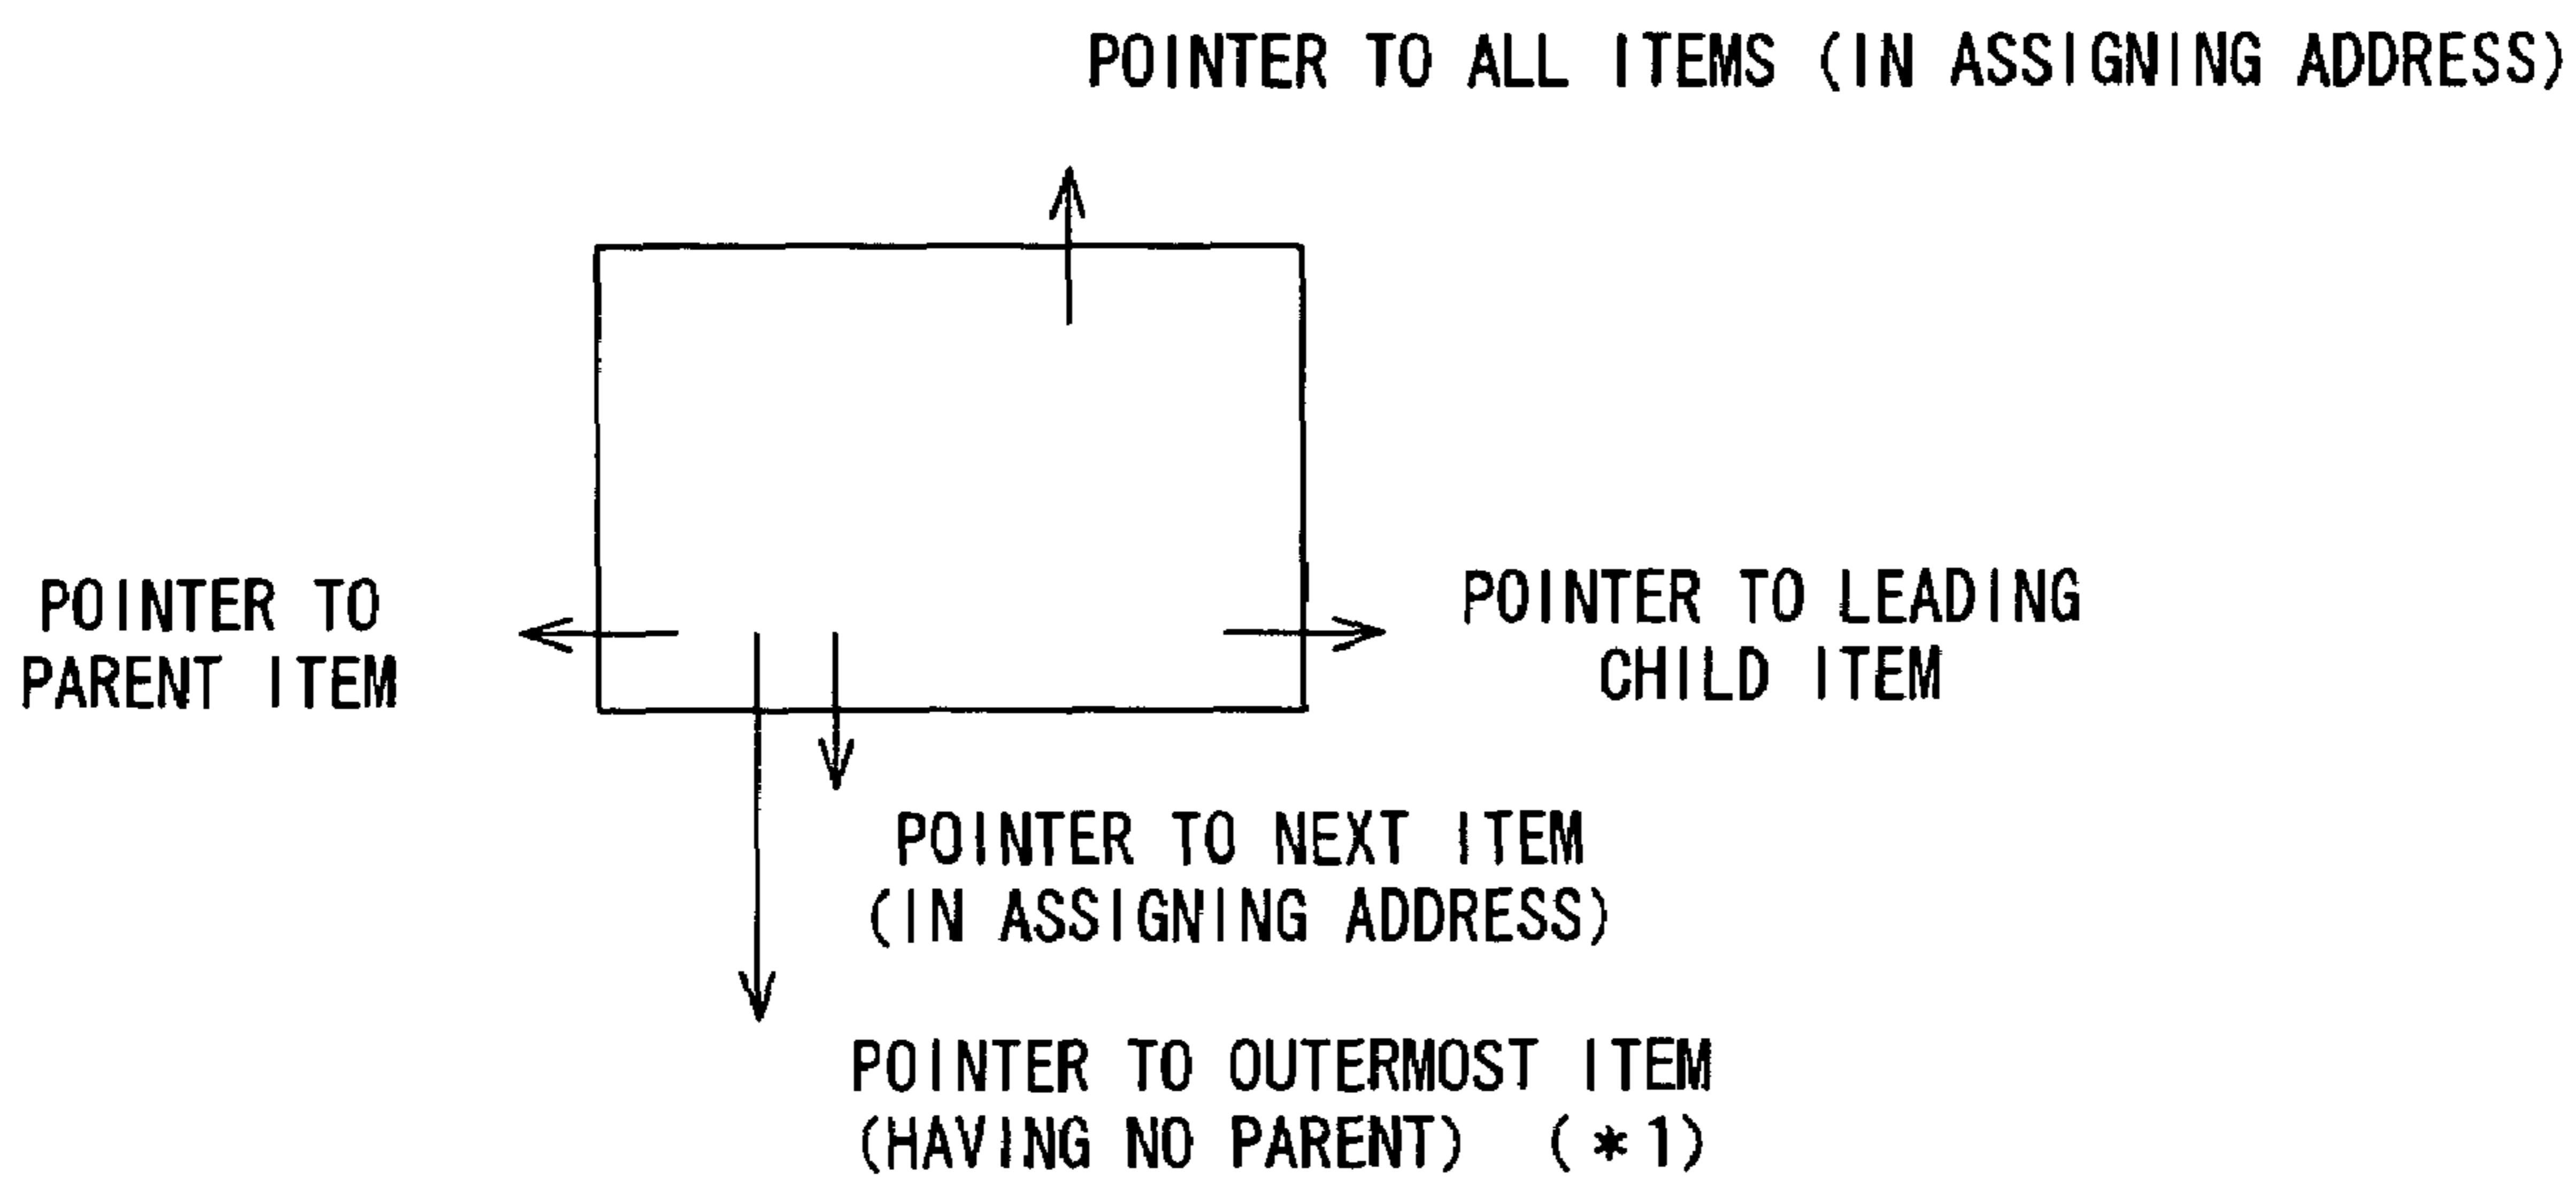 POINTER TO ALL ITEMS (IN ASSIGNING ADDRESS)
POINTER TO
PARENT ITEM
POINTER TO LEADING
CHILD ITEM
POINTER TO NEXT ITEM
(IN ASSIGNING ADDRESS)
POINTER TO OUTERMOST ITEM
(HAVING NO PARENT) (*1)